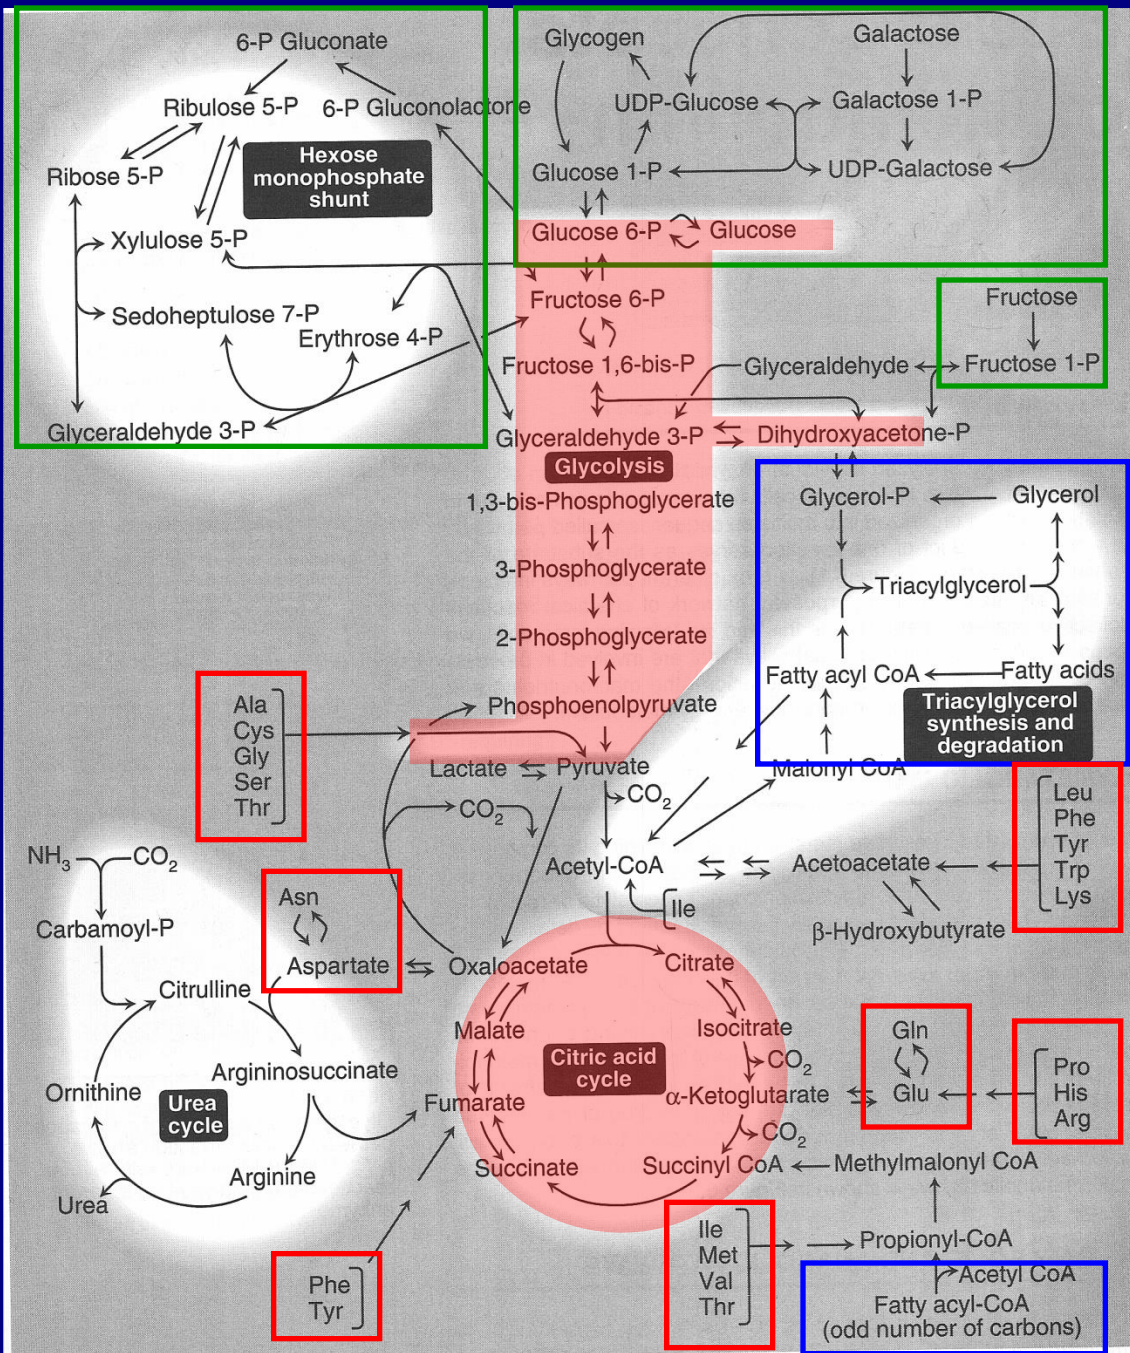 6-P Gluconate
Ribulose 5-P
6-P Gluconolactone
Ribose 5-P
Hexose
monophosphate
shunt
Xylulose 5-P
Sedoheptulose 7-P
Erythrose 4-P
Glyceraldehyde 3-P
Glycogen
Galactose
UDP-Glucose
Galactose 1-P
Glucose 1-P
UDP-Galactose
Glucose 6-P
Glucose
Fructose 6-P
Fructose
Fructose 1,6-bis-P
Glyceraldehyde
Fructose 1-P
Glyceraldehyde 3-P
Dihydroxyacetone-P
Glycolysis
1,3-bis-Phosphoglycerate
3-Phosphoglycerate
2-Phosphoglycerate
Phosphoenolpyruvate
Glycerol-P
Glycerol
Triacylglycerol
Fatty acyl CoA
Fatty acids
Triacylglycerol
synthesis and
degradation
Malonyl CoA
Ala
Cys
Gly
Ser
Thr
Lactate
Pyruvate
CO2
CO2
Acetyl-CoA
Ile
Acetoacetate
β-Hydroxybutyrate
Leu
Phe
Tyr
Trp
Lys
NH3
CO2
Carbamoyl-P
Asn
Aspartate
Oxaloacetate
Citrate
Citrulline
Malate
Isocitrate
CO2
Citric acid
cycle
Argininosuccinate
Ornithine
Urea
cycle
Fumarate
α-Ketoglutarate
CO2
Gln
Glu
Pro
His
Arg
Arginine
Urea
Succinate
Succinyl CoA
Methylmalonyl CoA
Phe
Tyr
Ile
Met
Val
Thr
Propionyl-CoA
Acetyl CoA
Fatty acyl-CoA
(odd number of carbons)